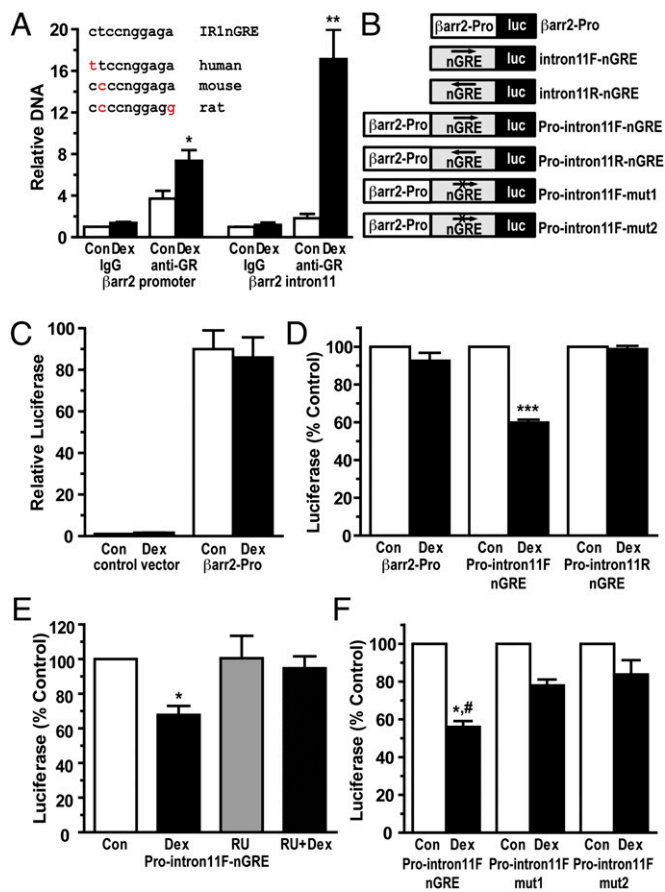 A
ctccnggaga IR1nGRE
ttccnggaga human
ccccnggaga mouse
ccccnggagg rat
Relative DNA
20
16
12
8
4
0
*
**
Con Dex Con Dex Con Dex Con Dex
IgG anti-GR IgG anti-GR
βarr2 promoter βarr2 intron11
B
βarr2-Pro luc βarr2-Pro
nGRE luc intron11F-nGRE
nGRE luc intron11R-nGRE
βarr2-Pro nGRE luc Pro-intron11F-nGRE
βarr2-Pro nGRE luc Pro-intron11R-nGRE
βarr2-Pro nGRE luc Pro-intron11F-mut1
βarr2-Pro nGRE luc Pro-intron11F-mut2
C
Relative Luciferase
100
80
60
40
20
0
Con Dex Con Dex
control vector βarr2-Pro
D
Luciferase (% Control)
100
80
60
40
20
0
***
Con Dex Con Dex Con Dex
βarr2-Pro Pro-intron11F Pro-intron11R
nGRE nGRE
E
Luciferase (% Control)
120
100
80
60
40
20
0
*
Con Dex RU RU+Dex
Pro-intron11F-nGRE
F
Luciferase (% Control)
100
80
60
40
20
0
*,#
Con Dex Con Dex Con Dex
Pro-intron11F Pro-intron11F Pro-intron11F
nGRE mut1 mut2